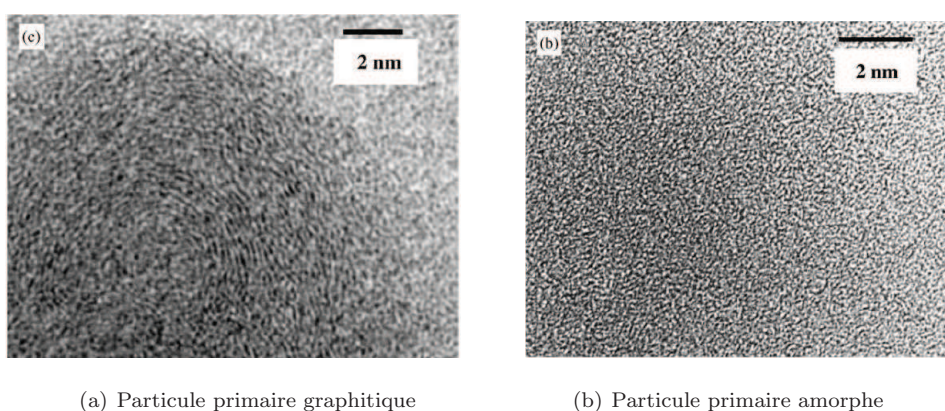 (c)
2 nm
(b)
2 nm
(a) Particule primaire graphitique
(b) Particule primaire amorphe